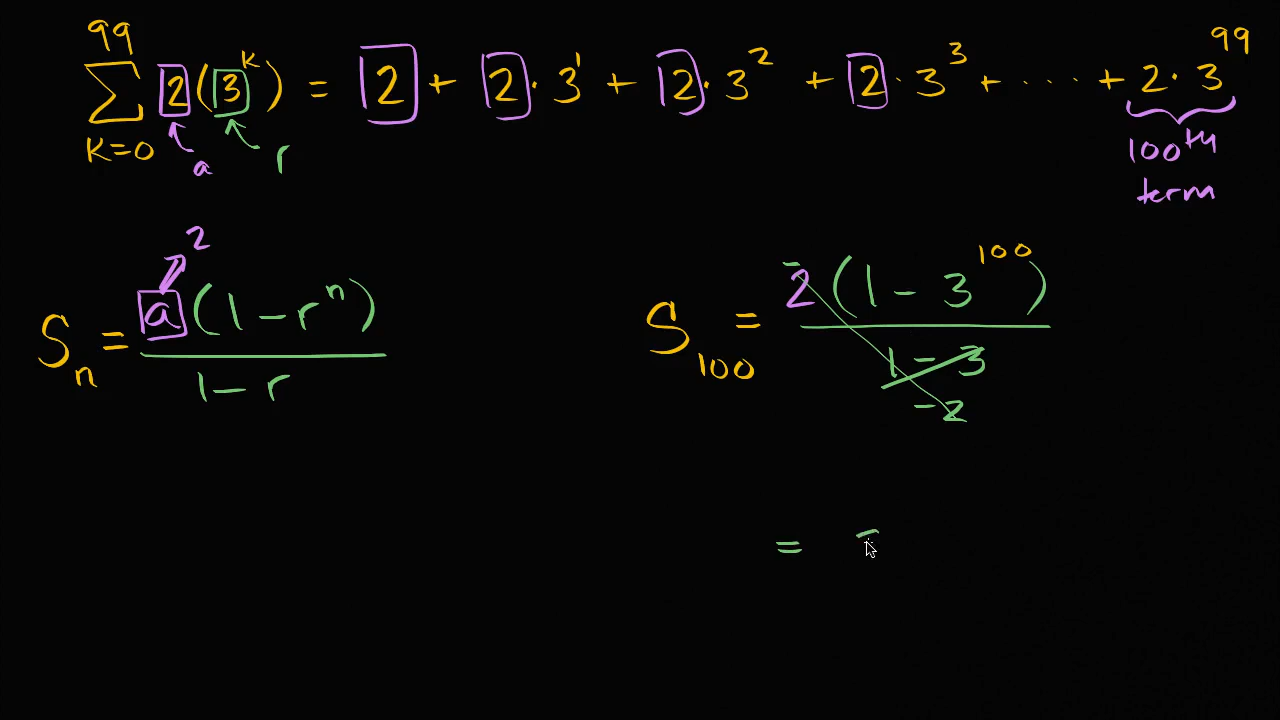 99
∑ 2(3^k) = 2 + 2·3^1 + 2·3^2 + 2·3^3 + ··· + 2·3^99
k=0
a r
100th
term
2
S_n = a(1-r^n)
1-r
S_100 = -2(1-3^100)
1-3
-2
=